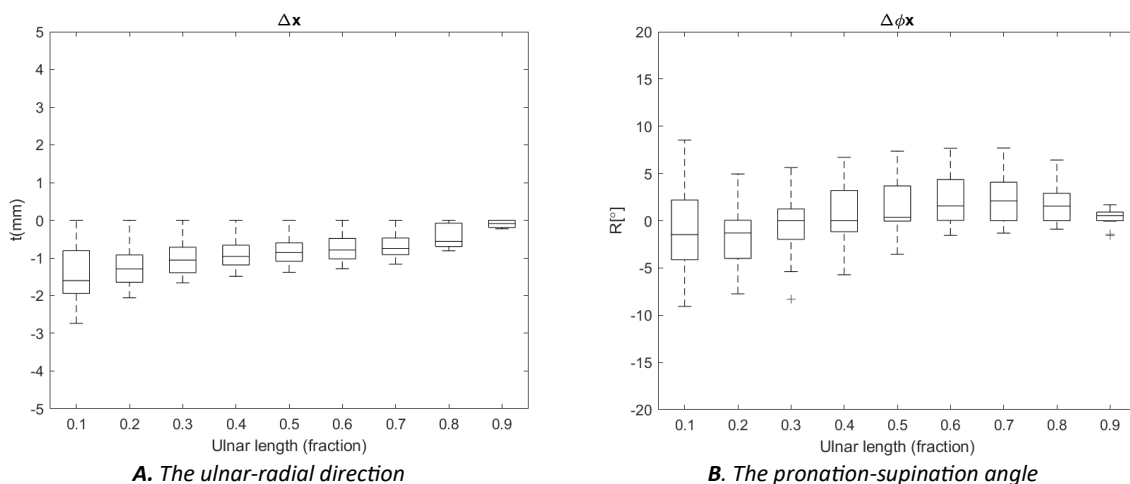 Δx
5
4
3
2
1
0
-1
-2
-3
-4
-5
t(mm)
0.1 0.2 0.3 0.4 0.5 0.6 0.7 0.8 0.9
Ulnar length (fraction)
A. The ulnar-radial direction
Δϕx
20
15
10
5
0
-5
-10
-15
-20
R[°]
0.1 0.2 0.3 0.4 0.5 0.6 0.7 0.8 0.9
Ulnar length (fraction)
B. The pronation-supination angle